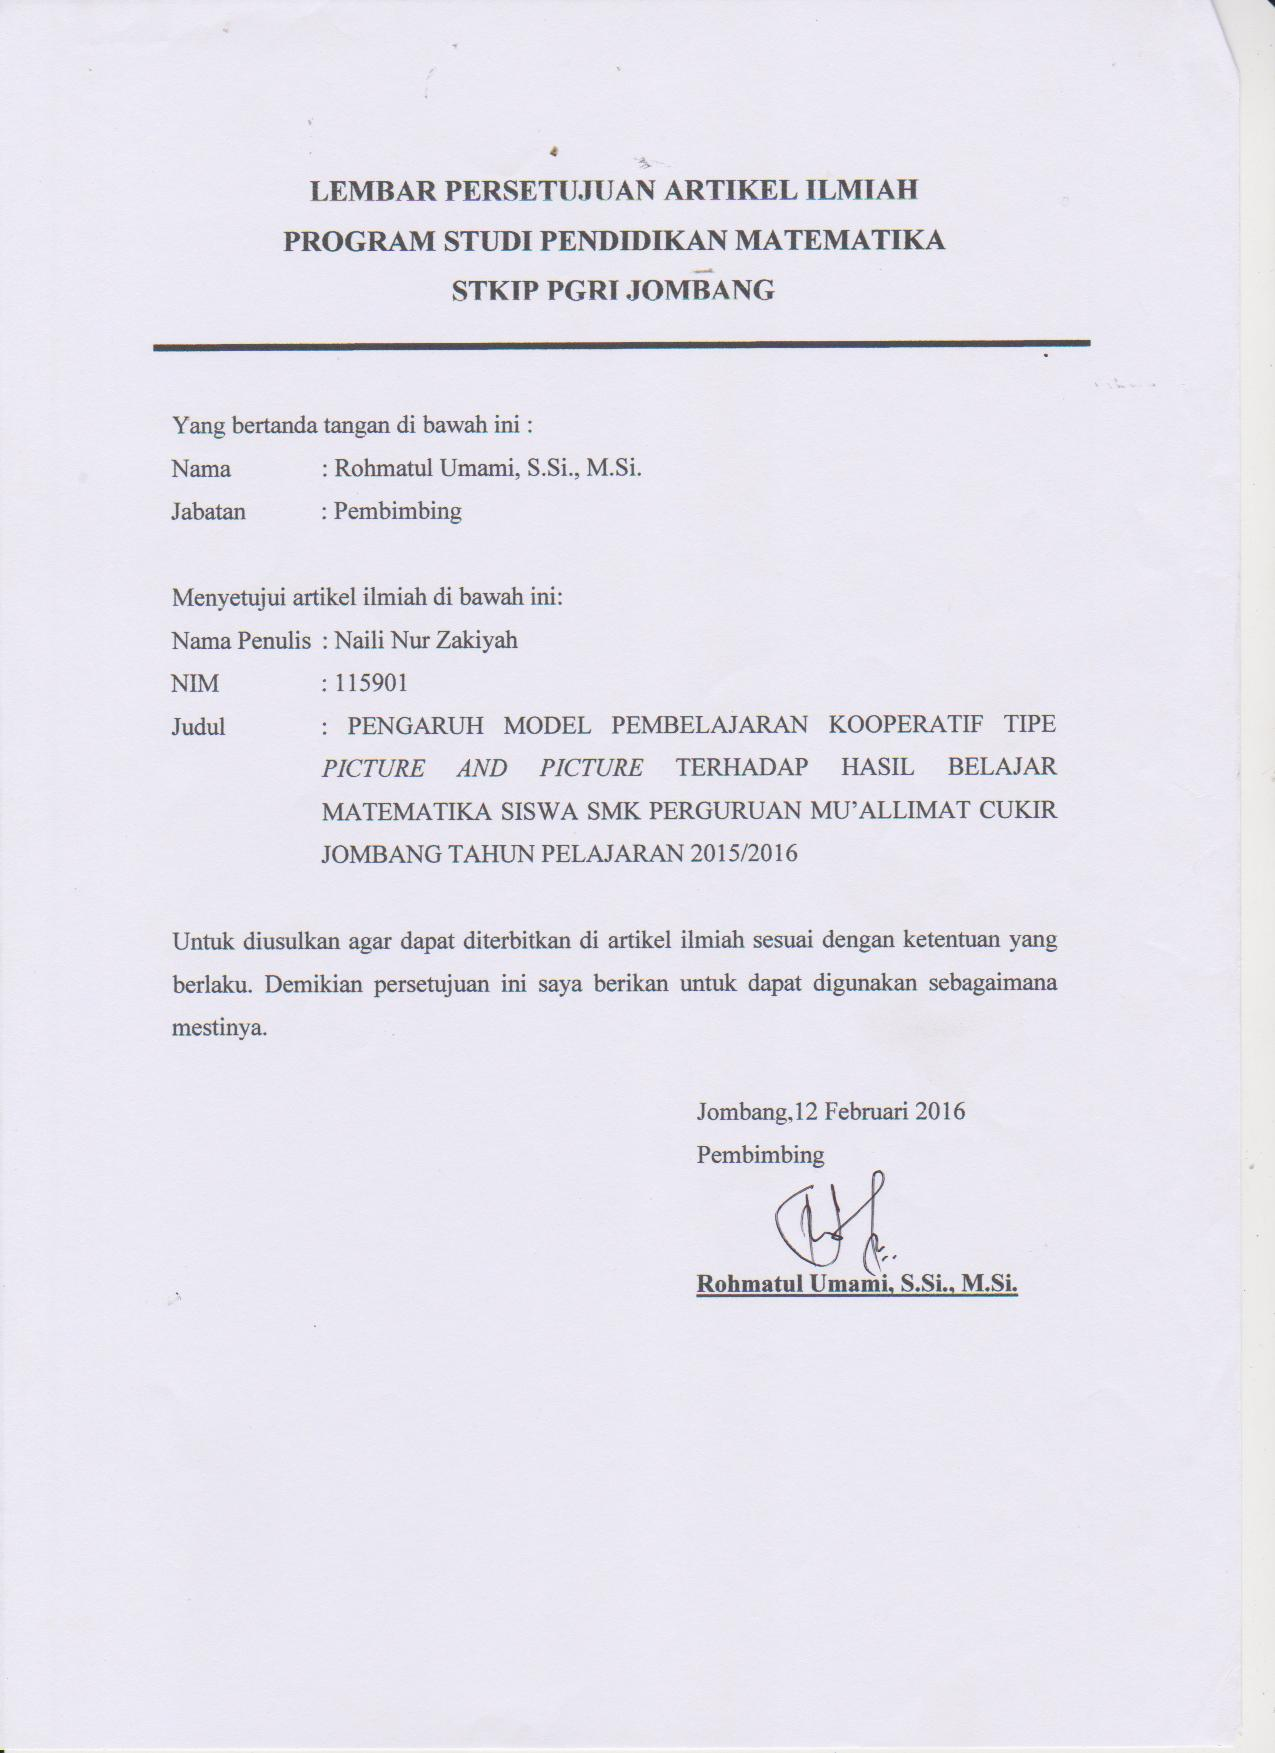 LEMBAR PERSETUJUAN ARTIKEL ILMIAH
PROGRAM STUDI PENDIDIKAN MATEMATIKA
STKIP PGRI JOMBANG
Yang bertanda tangan di bawah ini :
Nama : Rohmatul Umami, S.Si., M.Si.
Jabatan : Pembimbing
Menyetujui artikel ilmiah di bawah ini:
Nama Penulis : Naili Nur Zakiyah
NIM : 115901
Judul : PENGARUH MODEL PEMBELAJARAN KOOPERATIF TIPE
PICTURE AND PICTURE TERHADAP HASIL BELAJAR
MATEMATIKA SISWA SMK PERGURUAN MU’ALLIMAT CUKIR
JOMBANG TAHUN PELAJARAN 2015/2016
Untuk diusulkan agar dapat diterbitkan di artikel ilmiah sesuai dengan ketentuan yang
berlaku. Demikian persetujuan ini saya berikan untuk dapat digunakan sebagaimana
mestinya.
Jombang,12 Februari 2016
Pembimbing
Rohmatul Umami, S.Si., M.Si.